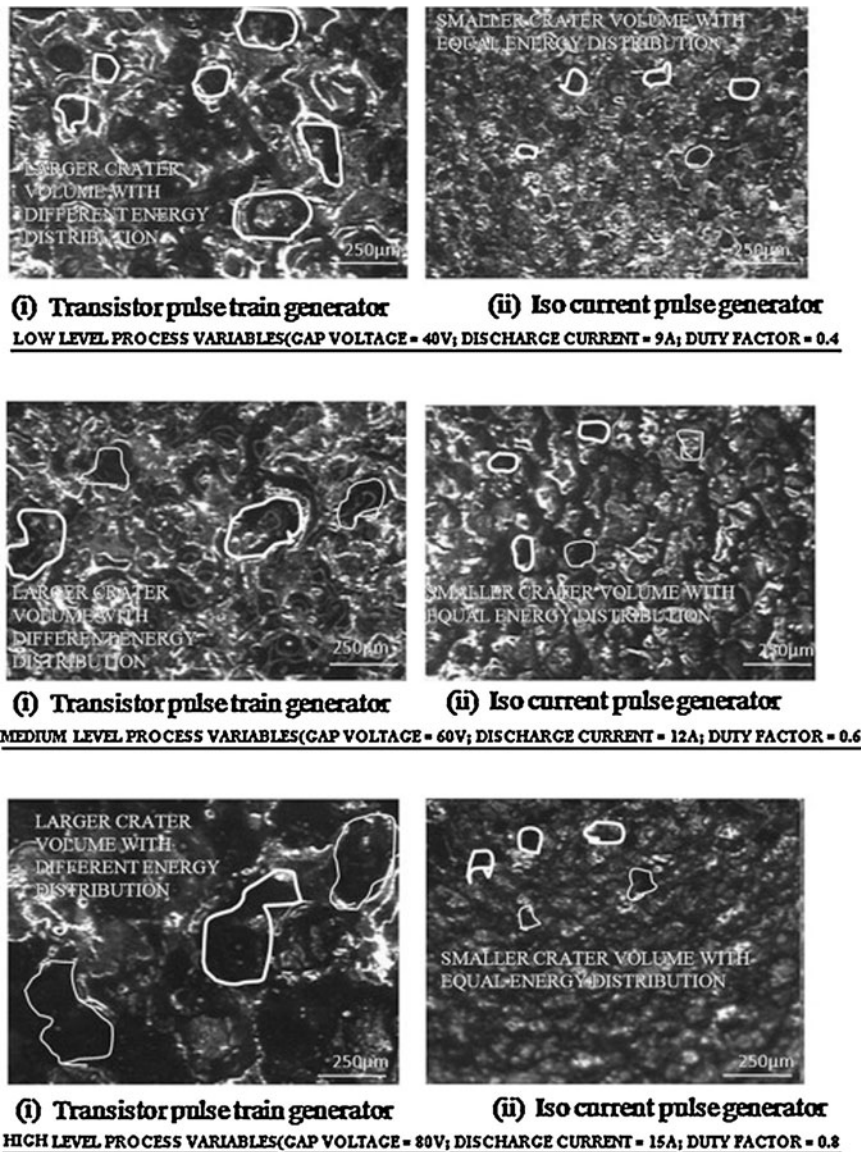 LARGER CRATER
VOLUME WITH
DIFFERENT ENERGY
DISTRIBUTION
250μm
SMALLER CRATER VOLUME WITH
EQUAL ENERGY DISTRIBUTION
250μm
(i) Transistor pulse train generator
(ii) Iso current pulse generator
LOW LEVEL PROCESS VARIABLES(GAP VOLTAGE = 40V; DISCHARGE CURRENT = 9A; DUTY FACTOR = 0.4
LARGER CRATER
VOLUME WITH
DIFFERENT ENERGY
DISTRIBUTION
250μm
SMALLER CRATER VOLUME WITH
EQUAL ENERGY DISTRIBUTION
250μm
(i) Transistor pulse train generator
(ii) Iso current pulse generator
MEDIUM LEVEL PROCESS VARIABLES(GAP VOLTAGE = 60V; DISCHARGE CURRENT = 12A; DUTY FACTOR = 0.6
LARGER CRATER
VOLUME WITH
DIFFERENT ENERGY
DISTRIBUTION
250μm
SMALLER CRATER VOLUME WITH
EQUAL ENERGY DISTRIBUTION
250μm
(i) Transistor pulse train generator
(ii) Iso current pulse generator
HIGH LEVEL PROCESS VARIABLES(GAP VOLTAGE = 80V; DISCHARGE CURRENT = 15A; DUTY FACTOR = 0.8